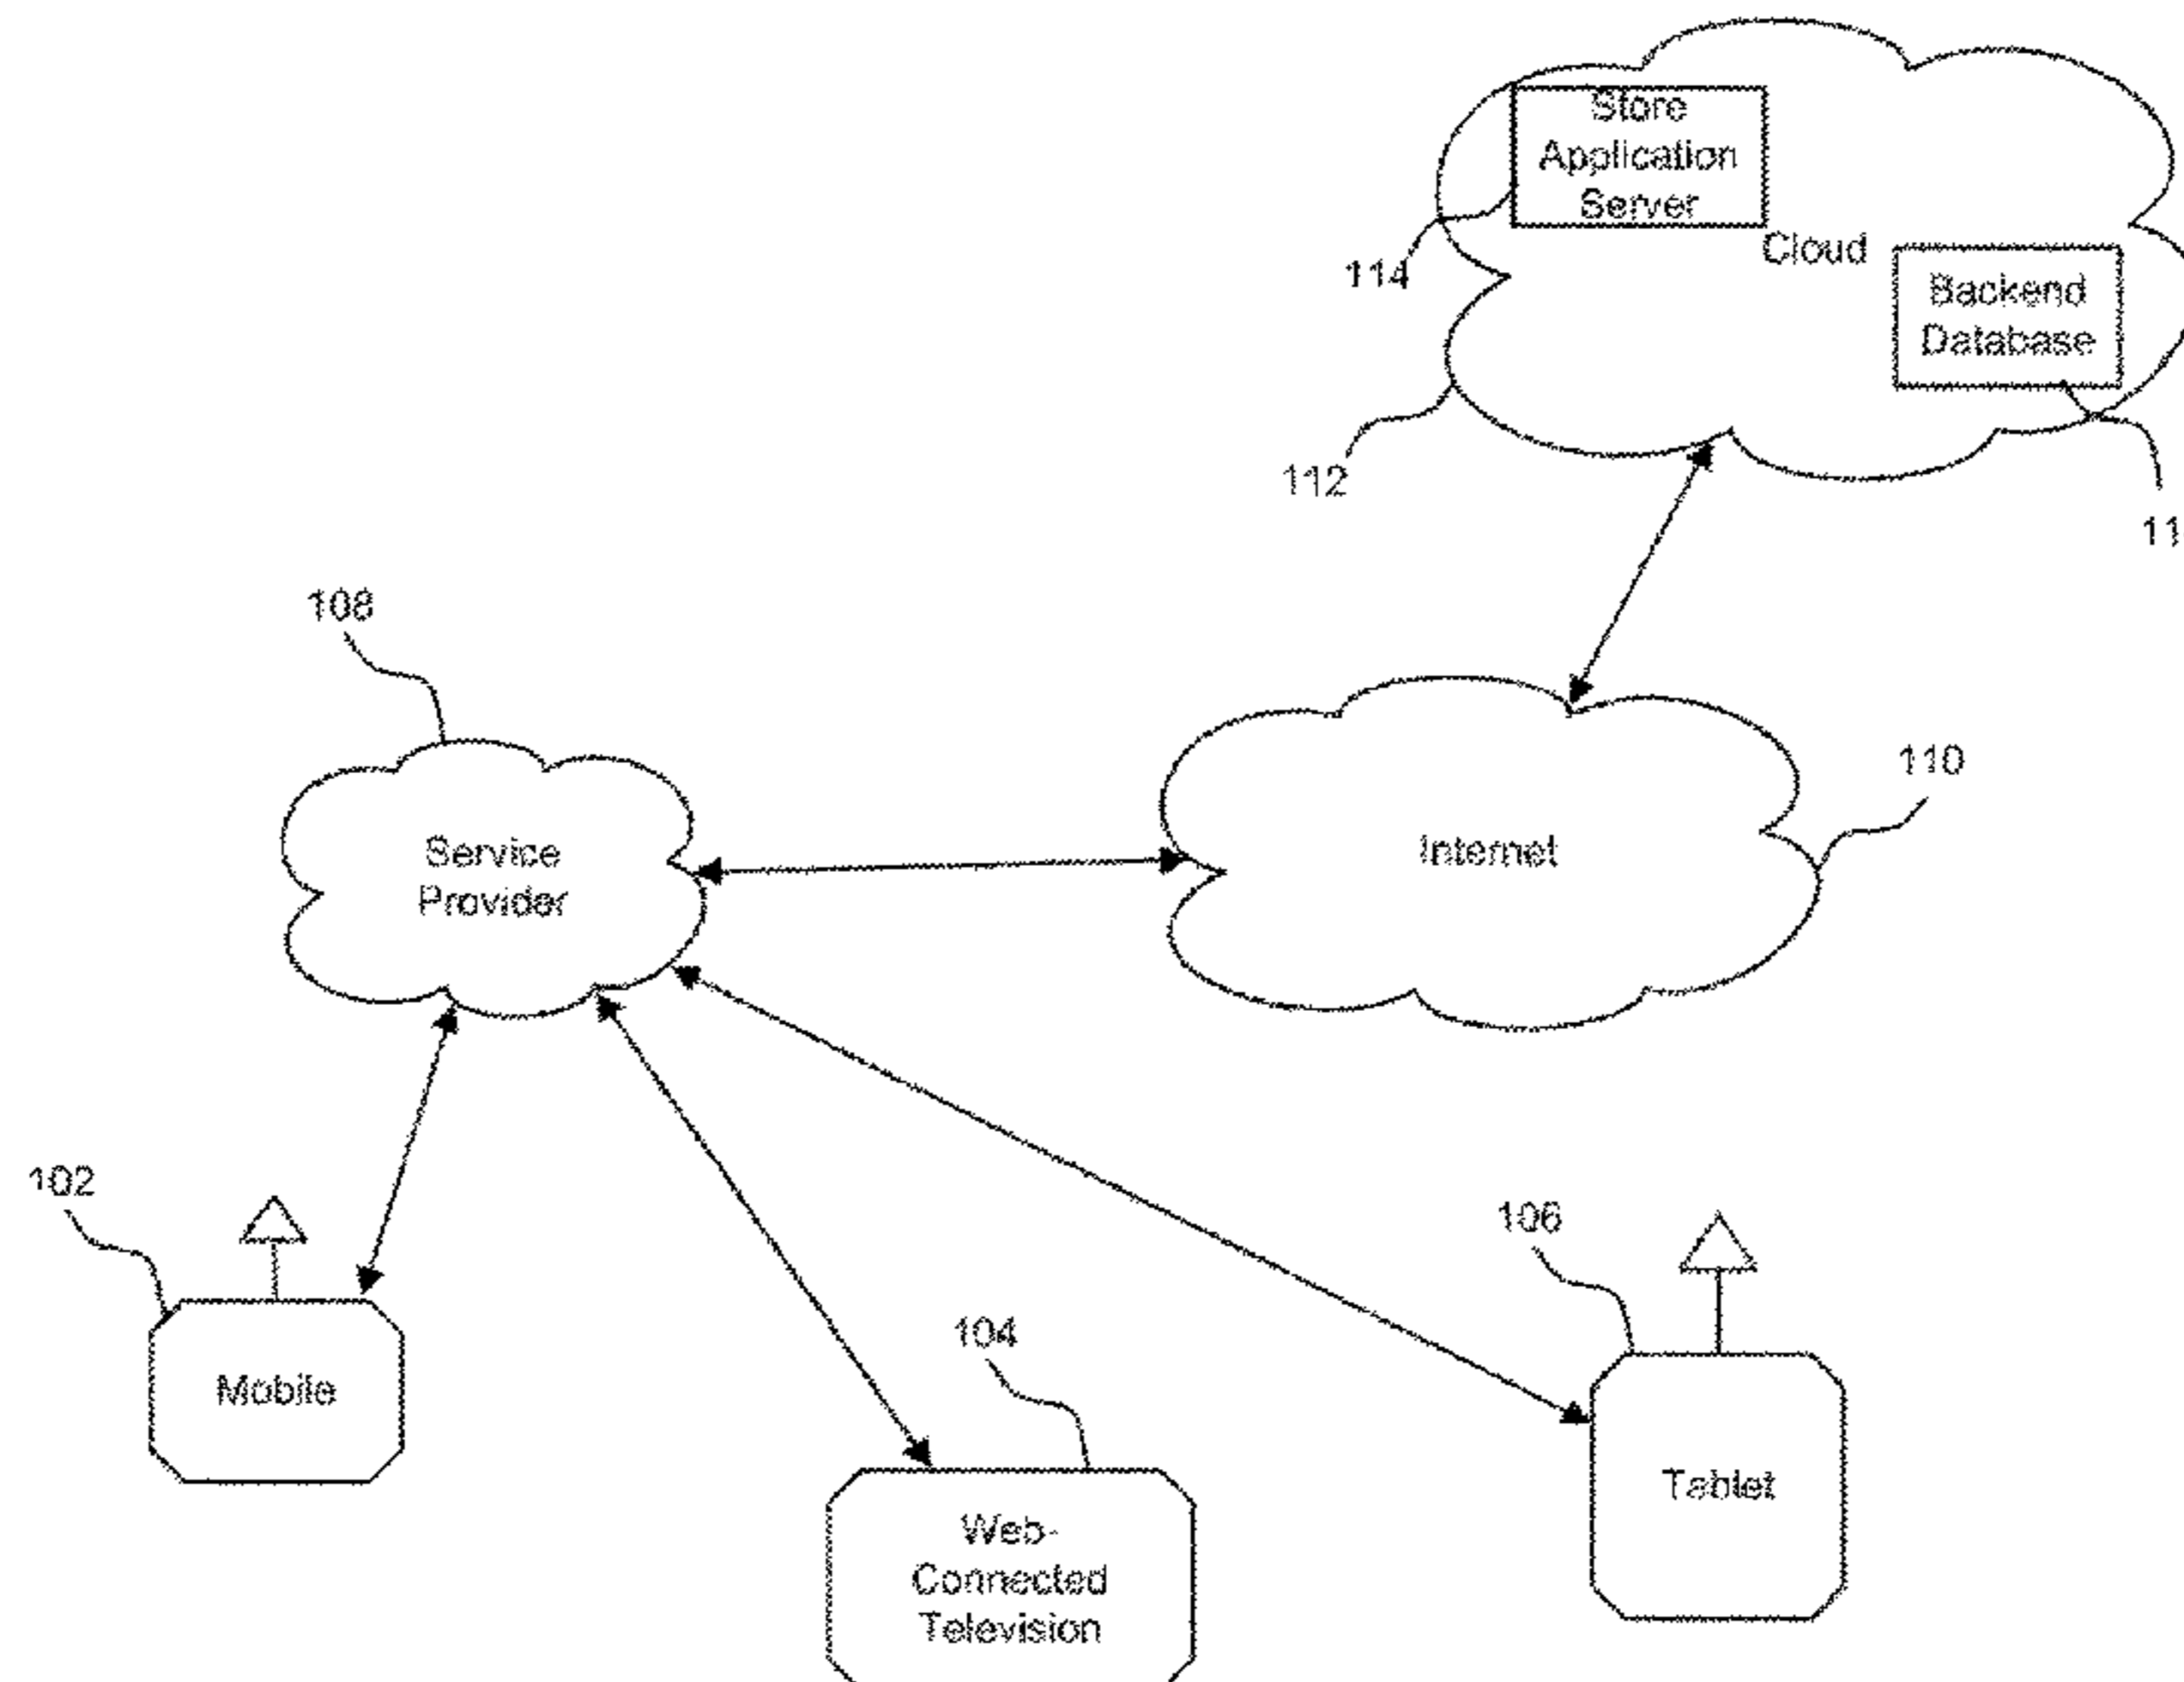 Store
Application
Server
Cloud
114
Backend
Database
112
11
108
110
Service
Provider
Internet
102
106
104
Mobile
Tablet
Web-
Connected
Television